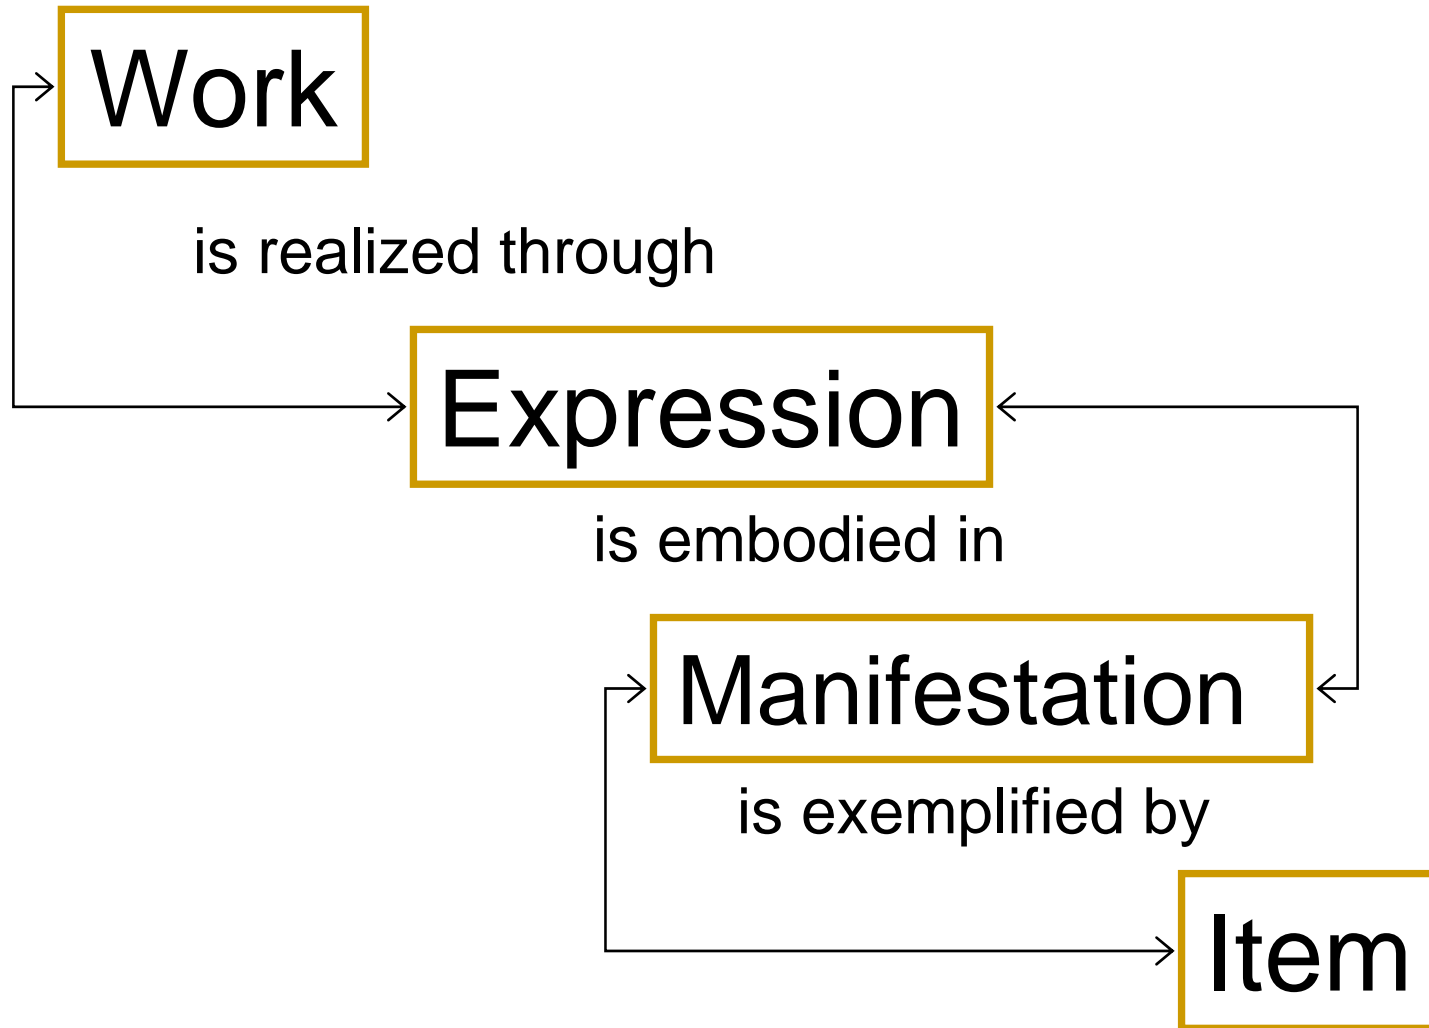 Work
is realized through
Expression
is embodied in
Manifestation
is exemplified by
Item